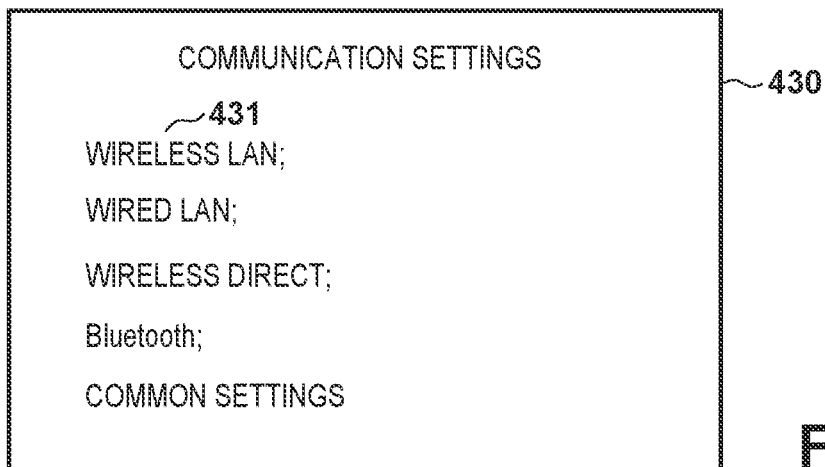 COMMUNICATION SETTINGS
430
431
WIRELESS LAN;
WIRED LAN;
WIRELESS DIRECT;
Bluetooth;
COMMON SETTINGS
F